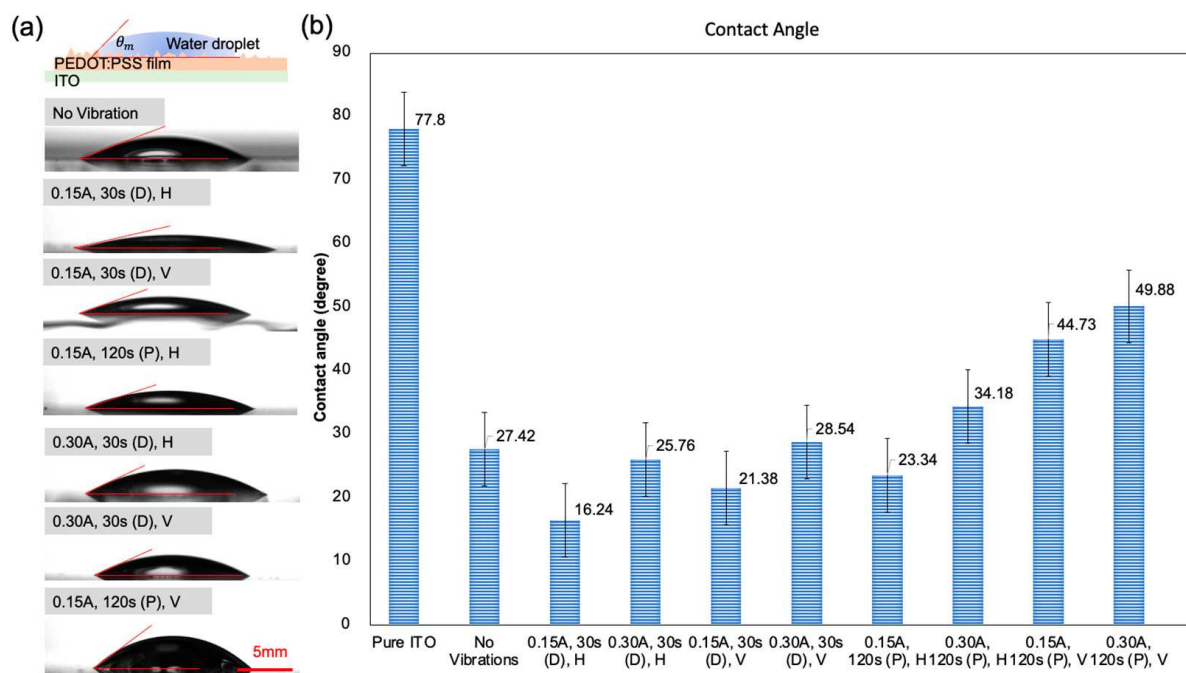 (a)
θm
Water droplet
PEDOT:PSS film
ITO
No Vibration
0.15A, 30s (D), H
0.15A, 30s (D), V
0.15A, 120s (P), H
0.30A, 30s (D), H
0.30A, 30s (D), V
0.15A, 120s (P), V
5mm
(b)
Contact Angle
Contact angle (degree)
90
80
70
60
50
40
30
20
10
0
77.8
27.42
16.24
25.76
21.38
28.54
23.34
34.18
44.73
49.88
Pure ITO
No
Vibrations
0.15A, 30s
(D), H
0.30A, 30s
(D), H
0.15A, 30s
(D), V
0.30A, 30s
(D), V
0.15A,
120s (P), H
0.30A,
120s (P), H
0.15A,
120s (P), V
0.30A,
120s (P), V